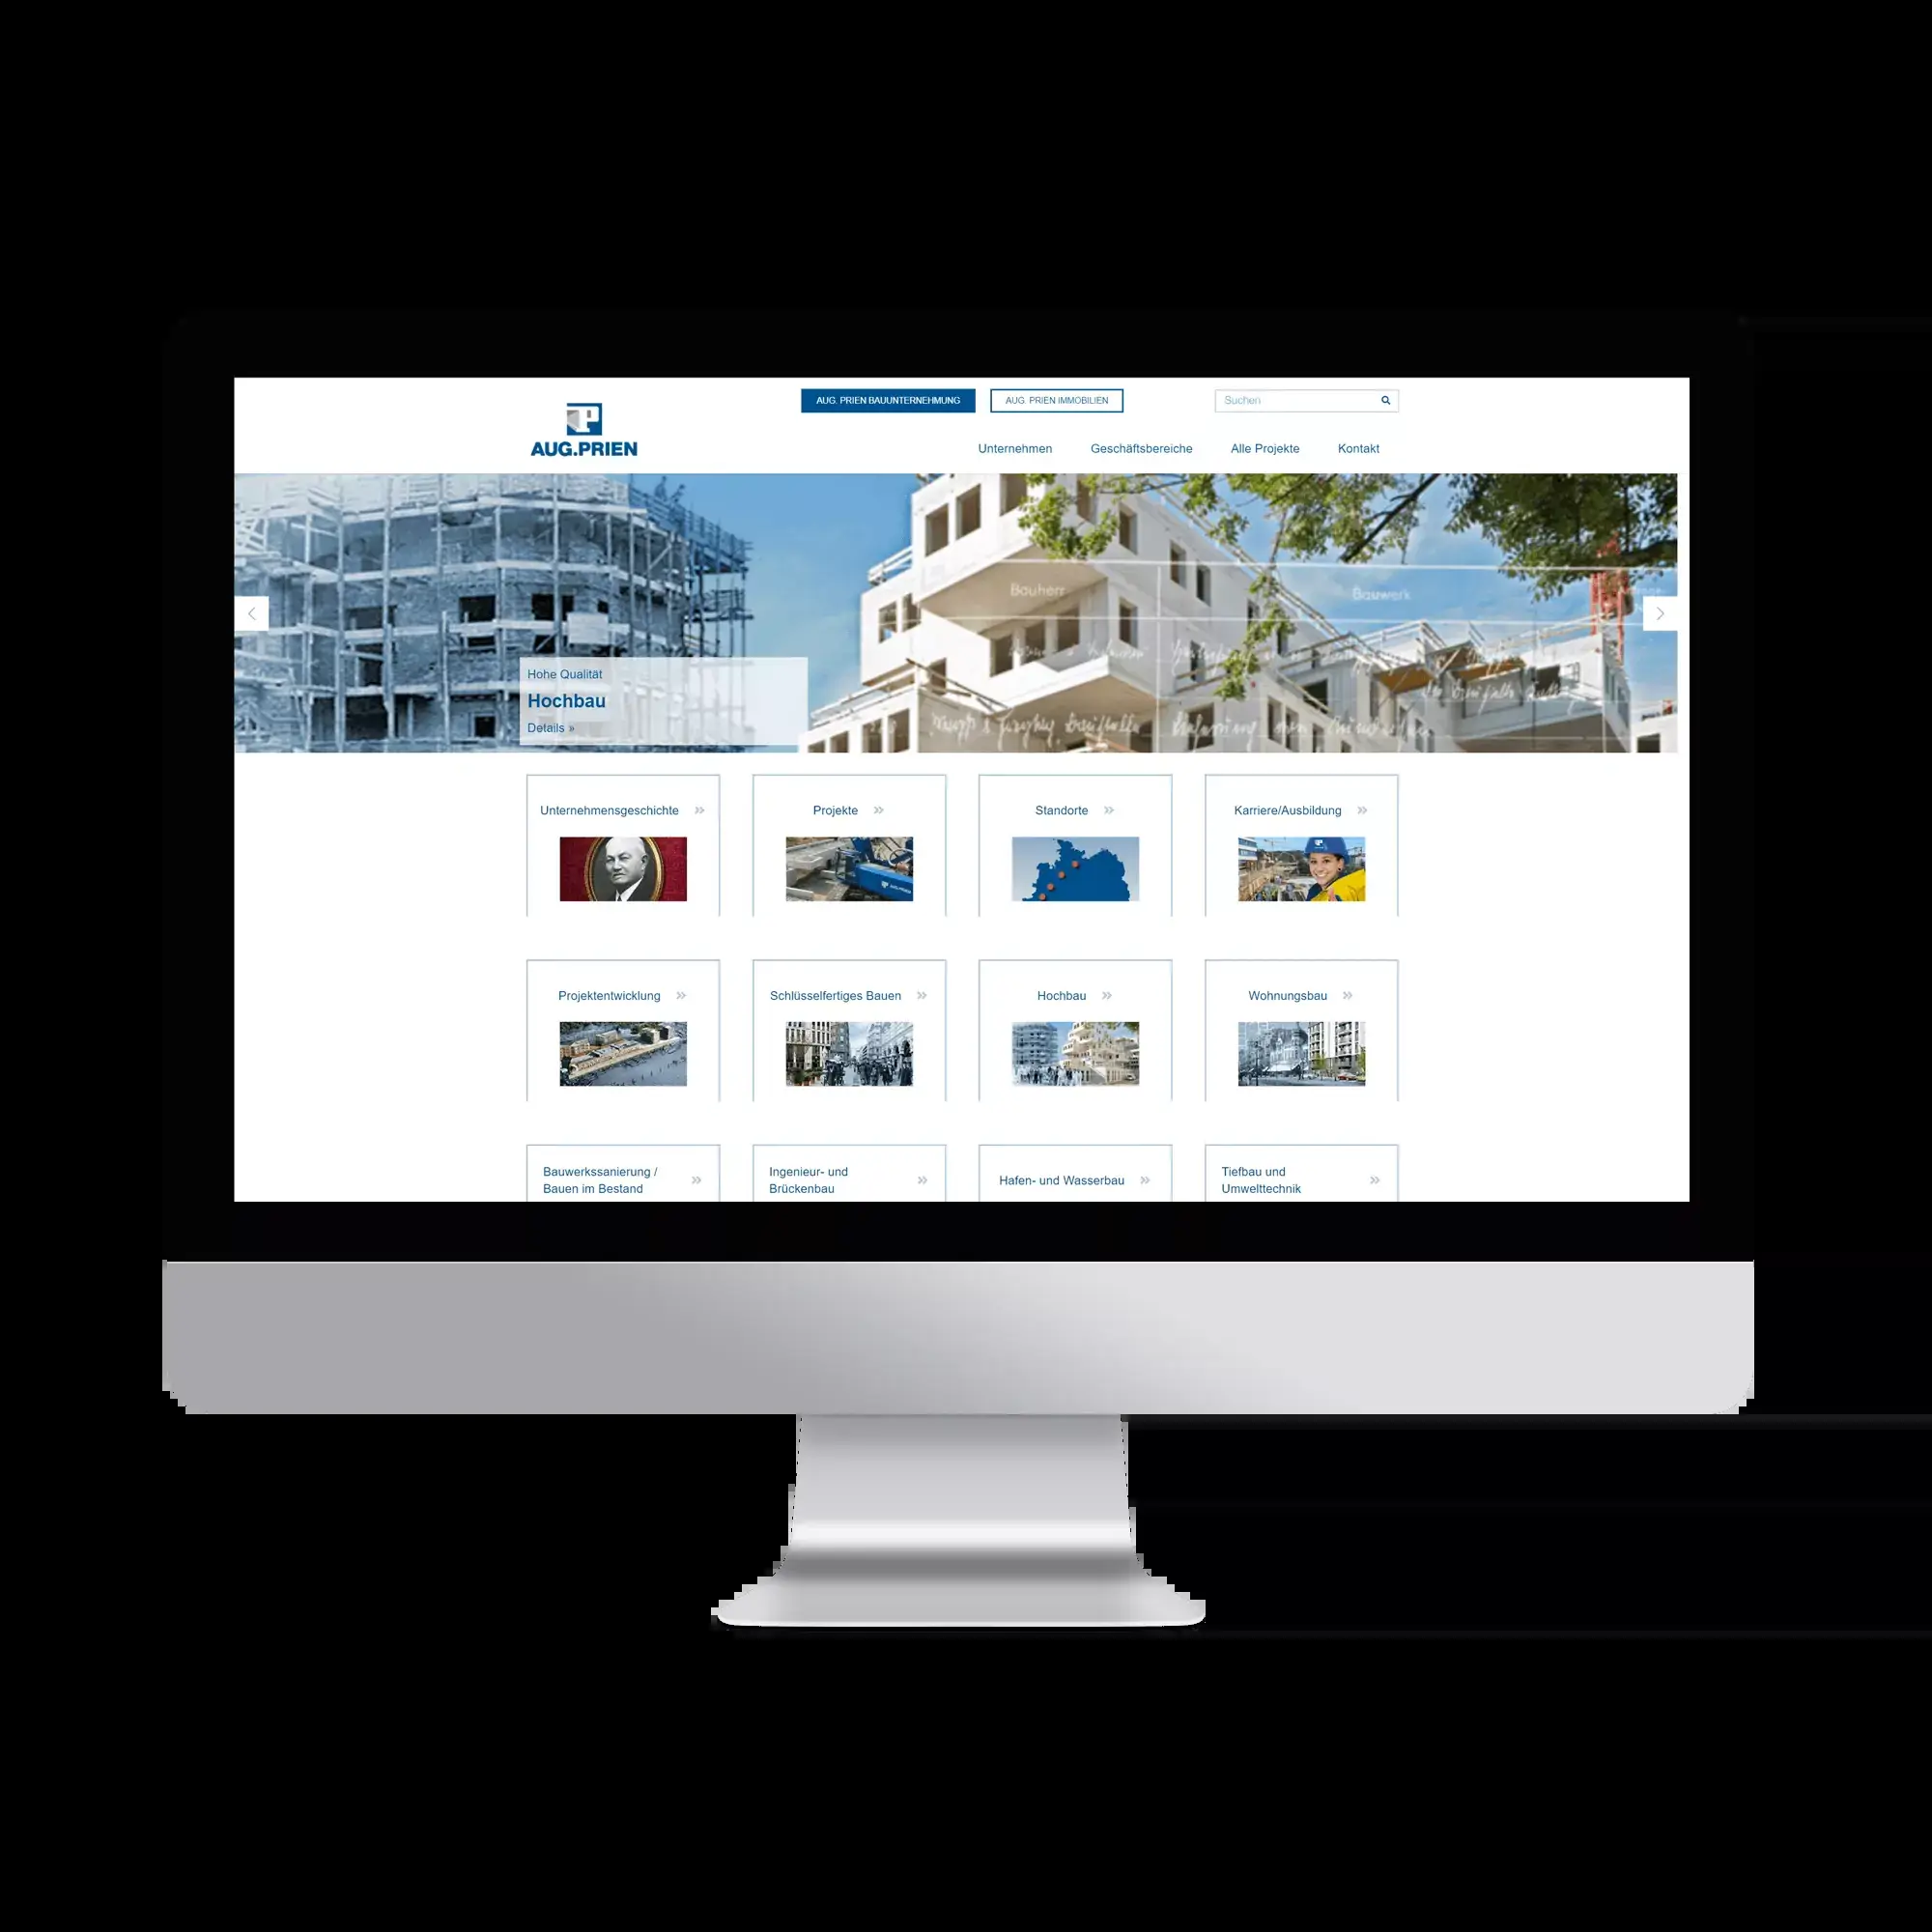 AUG. PRIEN BAUUNTERNEHMUNG
AUG. PRIEN IMMOBILIEN
Suchen
P
AUG.PRIEN
Unternehmen
Geschäftsbereiche
Alle Projekte
Kontakt
Bauherr
Bauwerk
Hohe Qualität
Hochbau
Details »
Unternehmensgeschichte »
Projekte »
Standorte »
Karriere/Ausbildung »
AUG.PRIEN
Projektentwicklung »
Schlüsselfertiges Bauen »
Hochbau »
Wohnungsbau »
Bauwerkssanierung /
Bauen im Bestand »
Ingenieur- und
Brückenbau »
Hafen- und Wasserbau »
Tiefbau und
Umwelttechnik »